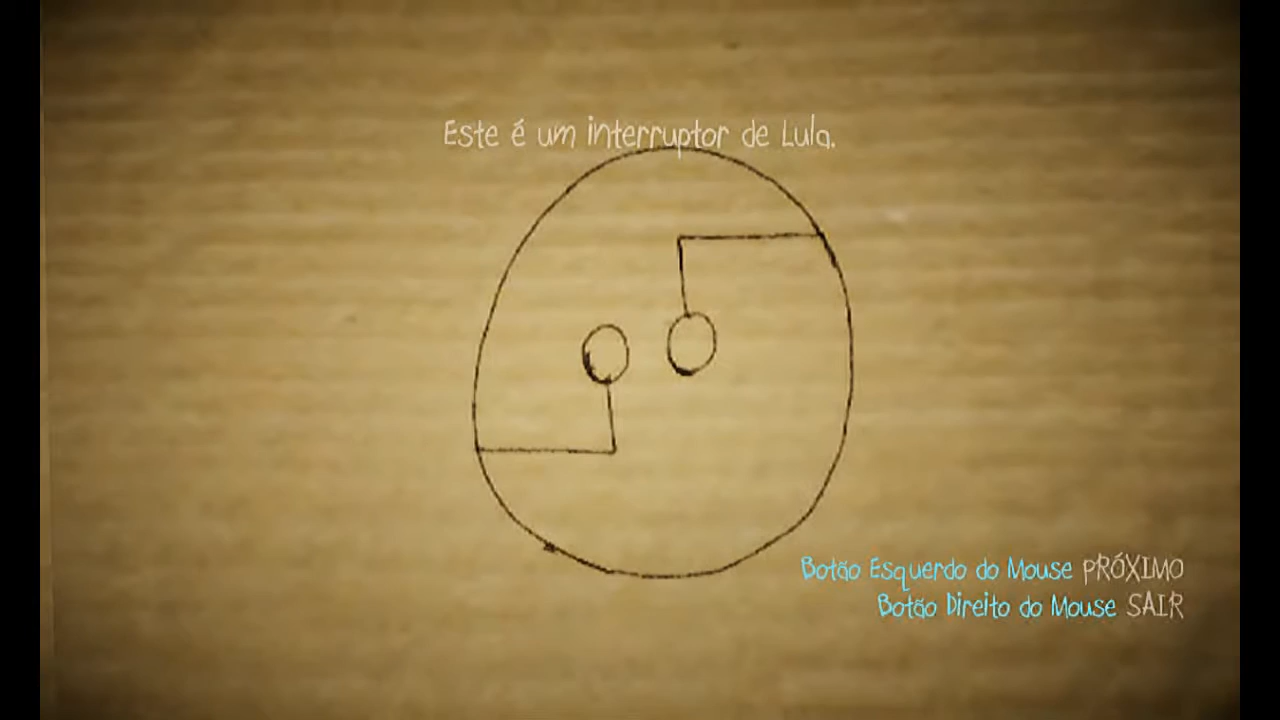 Este é um interruptor de Lula.
Botão Esquerdo do Mouse PRÓXIMO
Botão Direito do Mouse SAIR